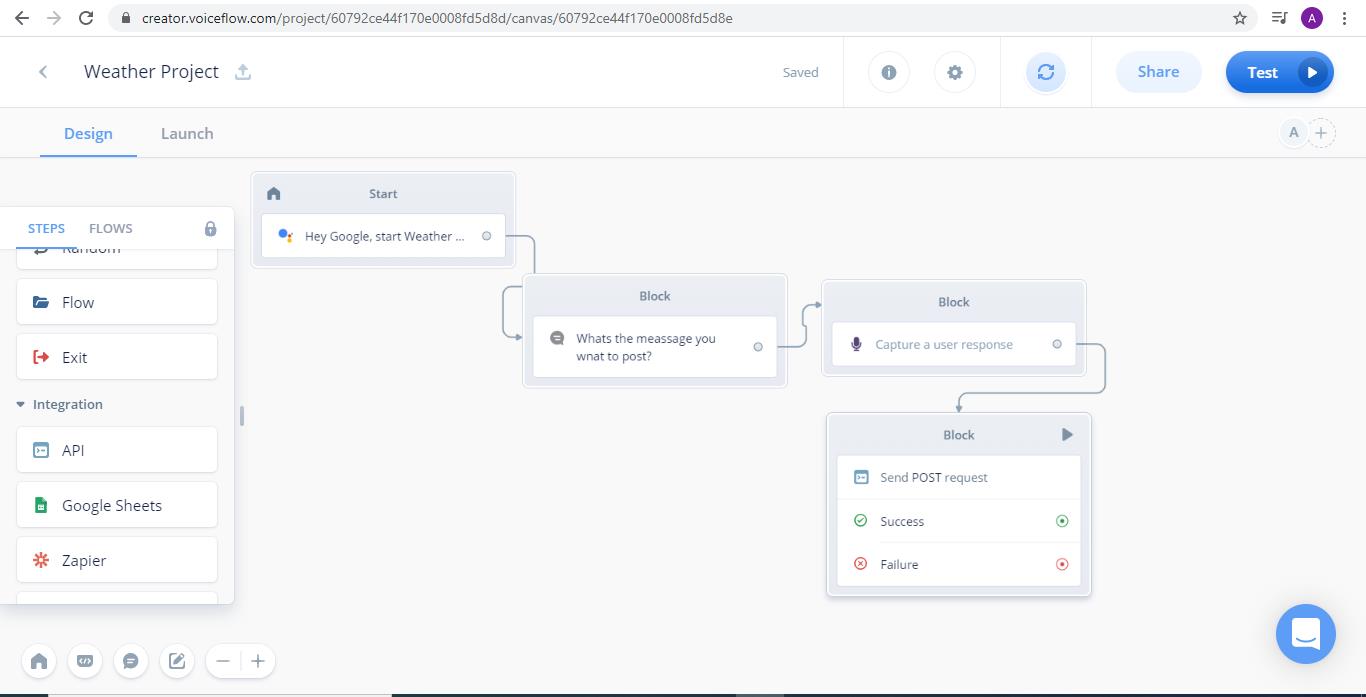 creator.voiceflow.com/project/60792ce44f170e0008fd5d8d/canvas/60792ce44f170e0008fd5d8e
A
Weather Project
Saved
Share
Test
Design
Launch
A
Start
Hey Google, start Weather ...
STEPS
FLOWS
Random
Flow
Exit
Integration
API
Google Sheets
Zapier
Block
Whats the meassage you
wnat to post?
Block
Capture a user response
Block
Send POST request
Success
Failure